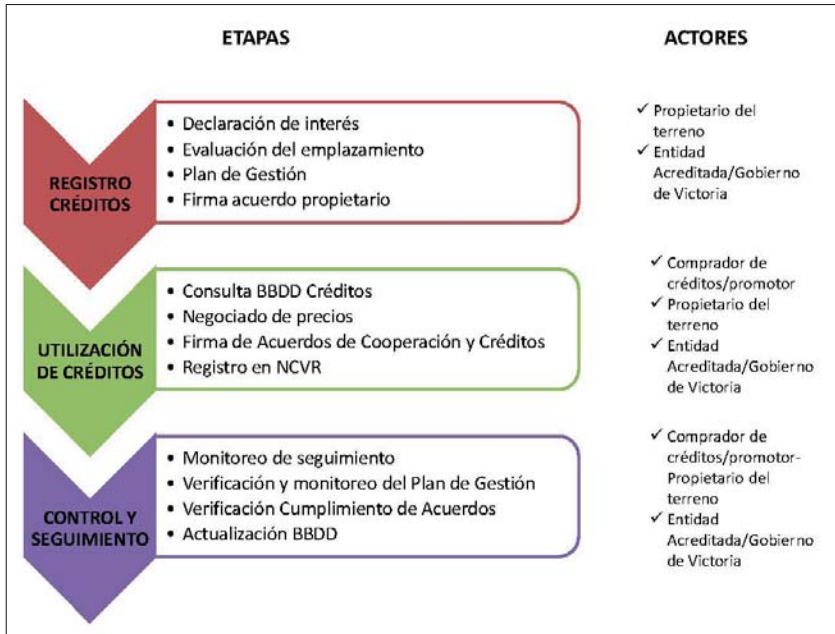 ETAPAS
ACTORES
REGISTRO
CRÉDITOS
• Declaración de interés
• Evaluación del emplazamiento
• Plan de Gestión
• Firma acuerdo propietario
✓ Propietario del
terreno
✓ Entidad
Acreditada/Gobierno
de Victoria
UTILIZACIÓN
DE CRÉDITOS
• Consulta BBDD Créditos
• Negociado de precios
• Firma de Acuerdos de Cooperación y Créditos
• Registro en NCVR
✓ Comprador de
créditos/promotor
✓ Propietario del
terreno
✓ Entidad
Acreditada/Gobierno
de Victoria
CONTROL Y
SEGUIMIENTO
• Monitoreo de seguimiento
• Verificación y monitoreo del Plan de Gestión
• Verificación Cumplimiento de Acuerdos
• Actualización BBDD
✓ Comprador de
créditos/promotor-
Propietario del
terreno
✓ Entidad
Acreditada/Gobierno
de Victoria